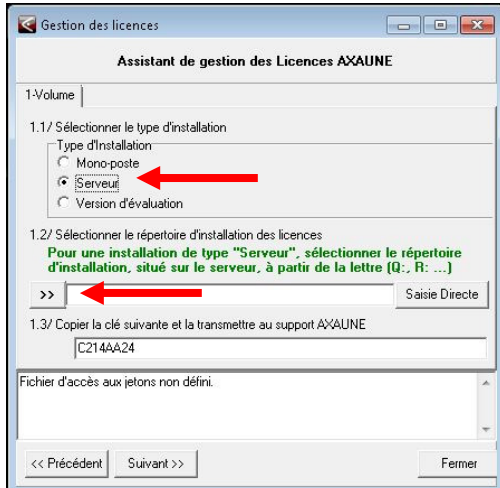 Gestion des licences
Assistant de gestion des Licences AXAUNE
1-Volume
1.1/ Sélectionner le type d'installation
Type d'Installation
Mono-poste
Serveur
Version d'évaluation
1.2/ Sélectionner le répertoire d'installation des licences
Pour une installation de type "Serveur", sélectionner le répertoire
d'installation, situé sur le serveur, à partir de la lettre (Q:, R: ...)
>> Saisie Directe
1.3/ Copier la clé suivante et la transmettre au support AXAUNE
C214AA24
Fichier d'accès aux jetons non défini.
<< Précédent Suivant >> Fermer